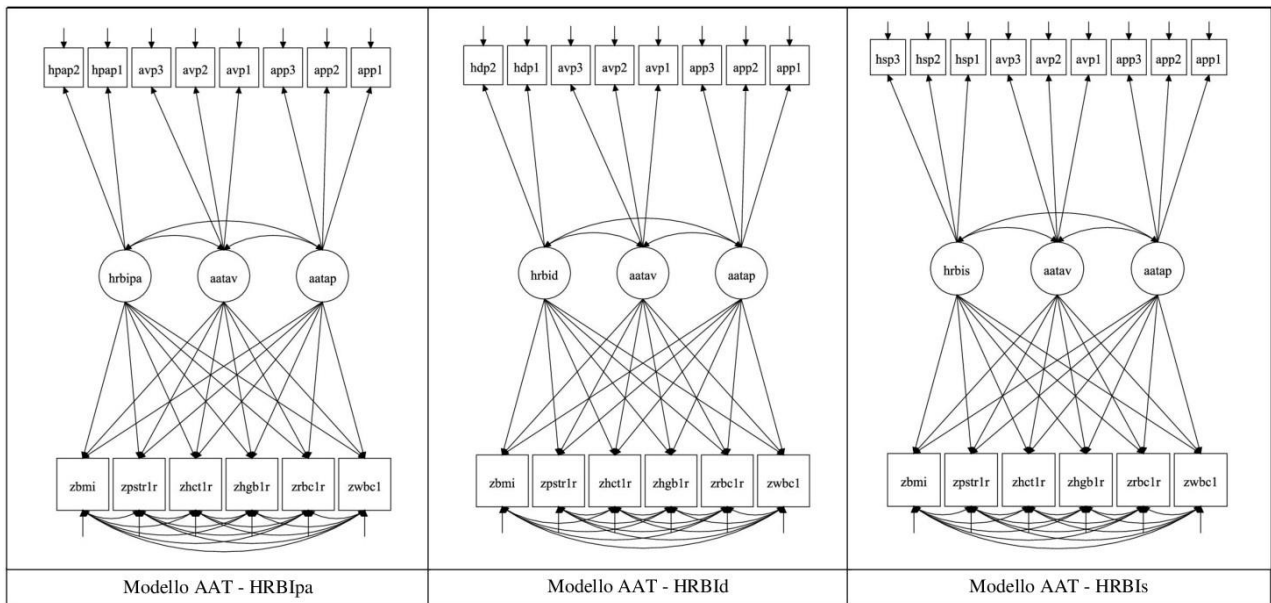 hpap2 hpap1 avp3 avp2 avp1 app3 app2 app1
hrbipa aatav aatap
zbmi zpstr1r zhct1r zhgb1r zrbc1r zwbc1
Modello AAT - HRBIpa
hdp2 hdp1 avp3 avp2 avp1 app3 app2 app1
hrbid aatav aatap
zbmi zpstr1r zhct1r zhgb1r zrbc1r zwbc1
Modello AAT - HRBId
hsp3 hsp2 hsp1 avp3 avp2 avp1 app3 app2 app1
hrbis aatav aatap
zbmi zpstr1r zhct1r zhgb1r zrbc1r zwbc1
Modello AAT - HRBIs